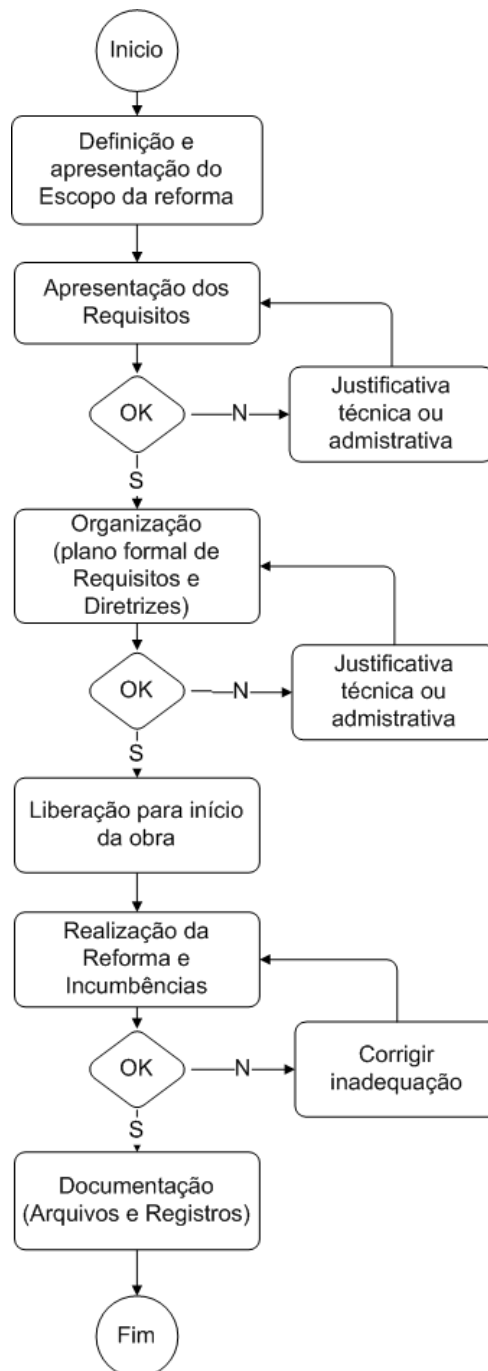 Inicio
Definição e
apresentação do
Escopo da reforma
Apresentação dos
Requisitos
OK
N
Justificativa
técnica ou
admistrativa
S
Organização
(plano formal de
Requisitos e
Diretrizes)
OK
N
Justificativa
técnica ou
admistrativa
S
Liberação para início
da obra
Realização da
Reforma e
Incumbências
OK
N
Corrigir
inadequação
S
Documentação
(Arquivos e Registros)
Fim